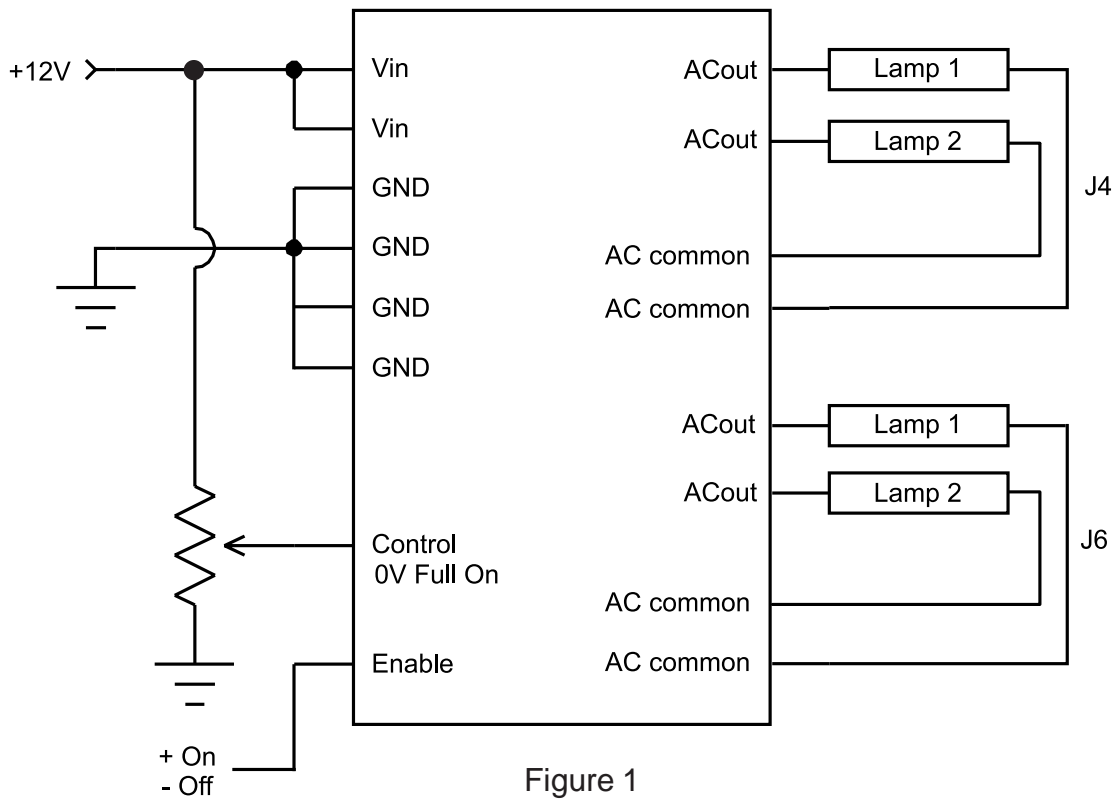 +12V
Vin
Vin
GND
GND
GND
GND
Control
0V Full On
Enable
+ On
- Off
ACout
Lamp 1
ACout
Lamp 2
J4
AC common
AC common
ACout
Lamp 1
ACout
Lamp 2
J6
AC common
AC common
Figure 1